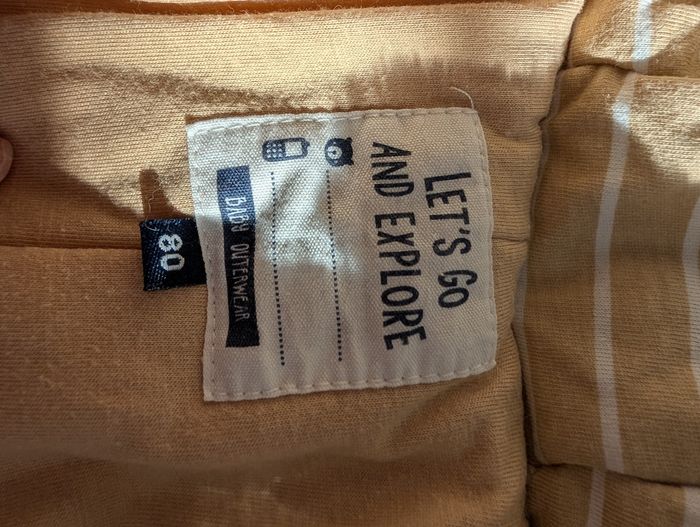 LET'S GO
AND EXPLORE
BABY OUTERWEAR
80